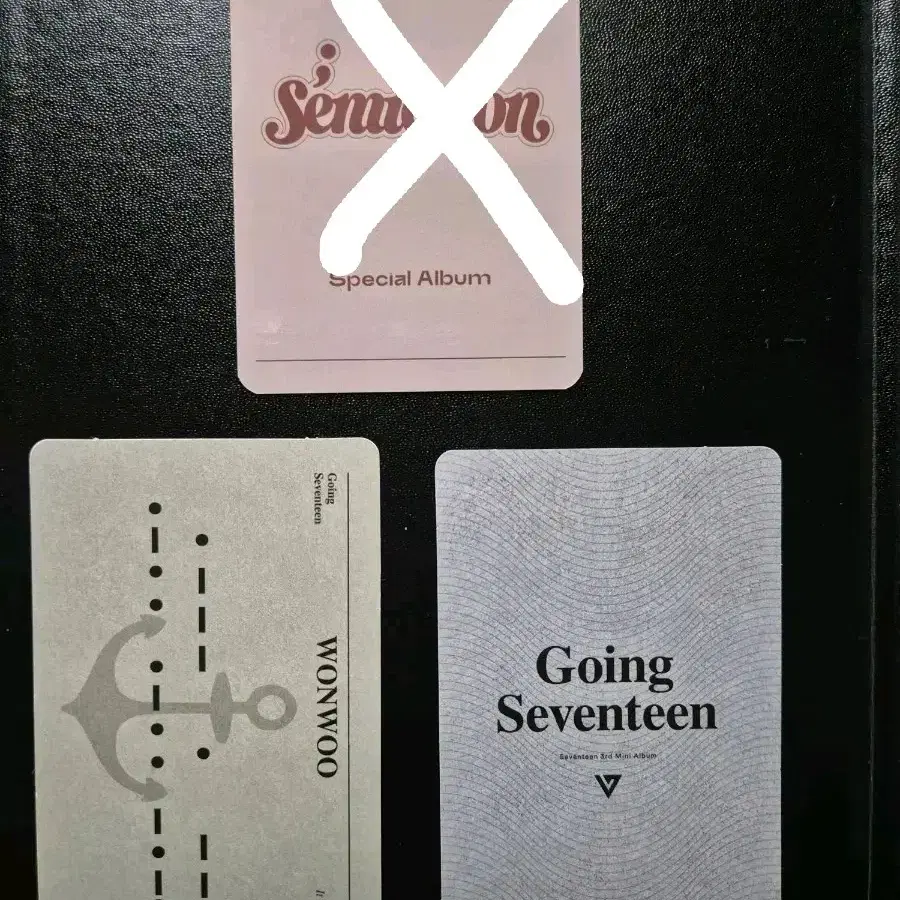 Special Album
Going
Seventeen
WONWOO
Going
Seventeen
Seventeen 3rd Mini Album